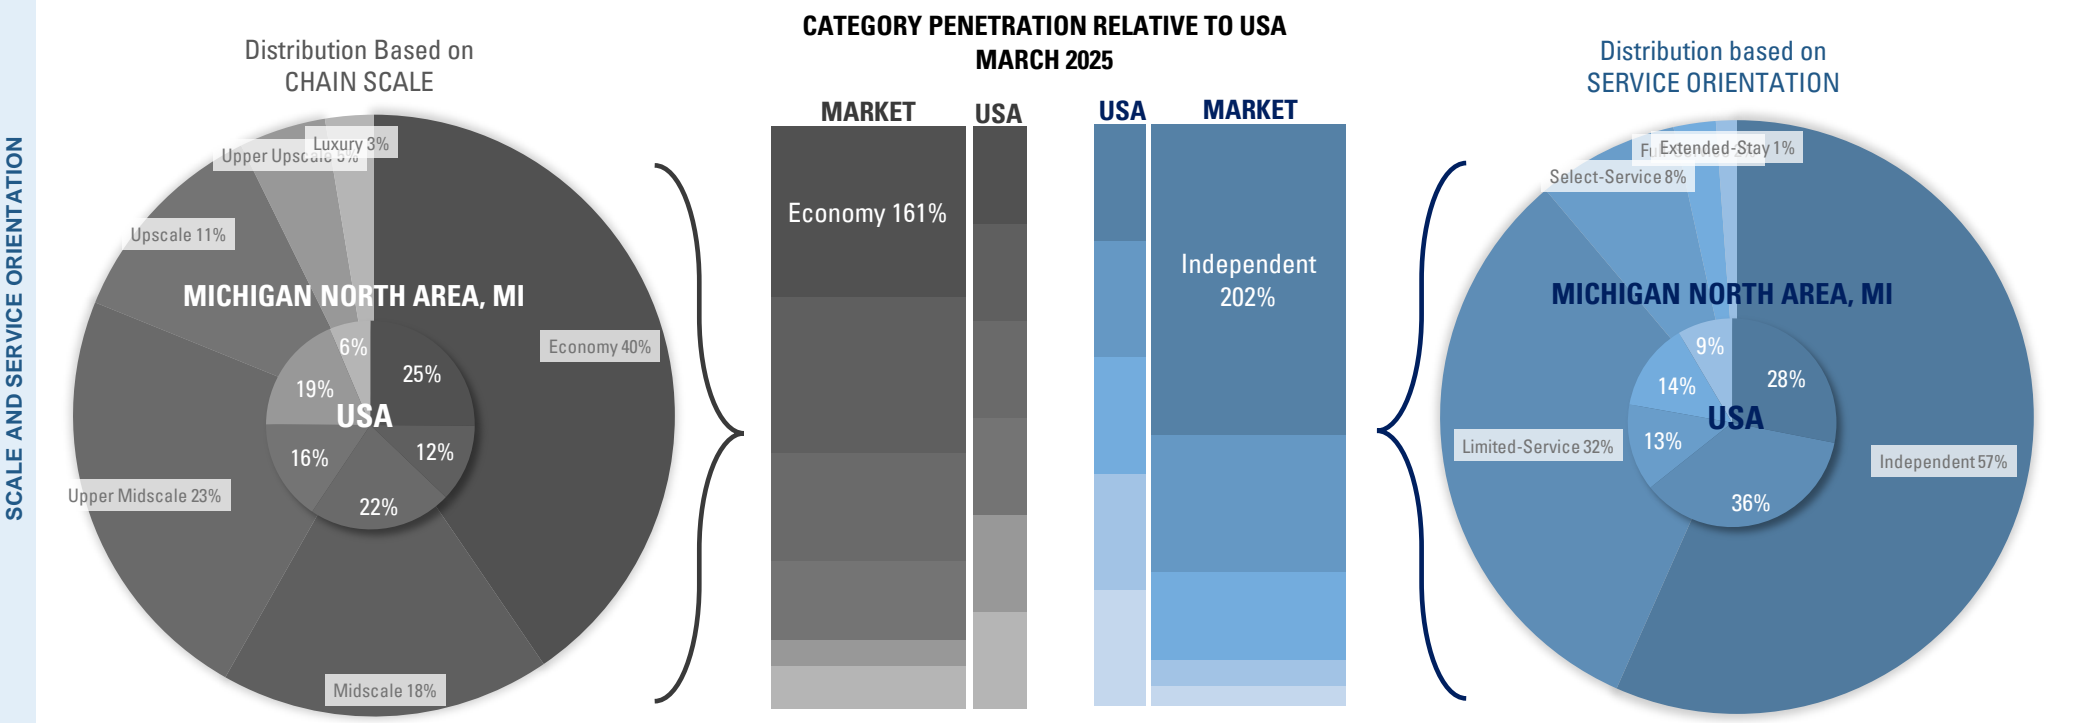 SCALE AND SERVICE ORIENTATION
Distribution Based on
CHAIN SCALE
Luxury 3%
Upper Upscale 5%
Upscale 11%
MICHIGAN NORTH AREA, MI
Economy 40%
6%
25%
19%
USA
12%
16%
22%
Upper Midscale 23%
Midscale 18%
CATEGORY PENETRATION RELATIVE TO USA
MARCH 2025
MARKET
USA
USA
MARKET
Economy 161%
Independent
202%
Distribution based on
SERVICE ORIENTATION
Extended-Stay 1%
Select-Service 8%
MICHIGAN NORTH AREA, MI
9%
28%
14%
USA
13%
36%
Limited-Service 32%
Independent 57%